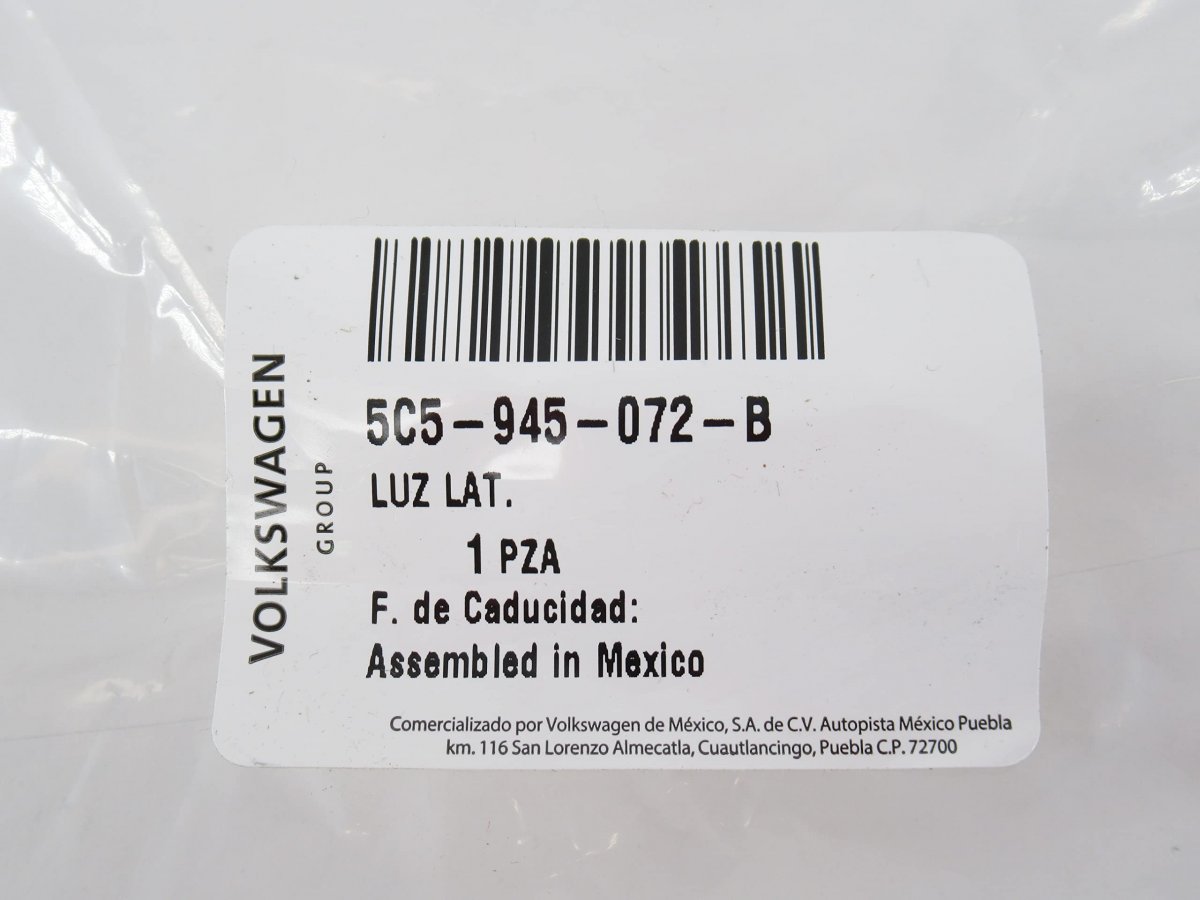 VOLKSWAGEN
GROUP
5C5-945-072-B
LUZ LAT.
1 PZA
F. de Caducidad:
Assembled in Mexico
Comercializado por Volkswagen de México, S.A. de C.V. Autopista México Puebla
km. 116 San Lorenzo Almecatla, Cuautlancingo, Puebla C.P. 72700